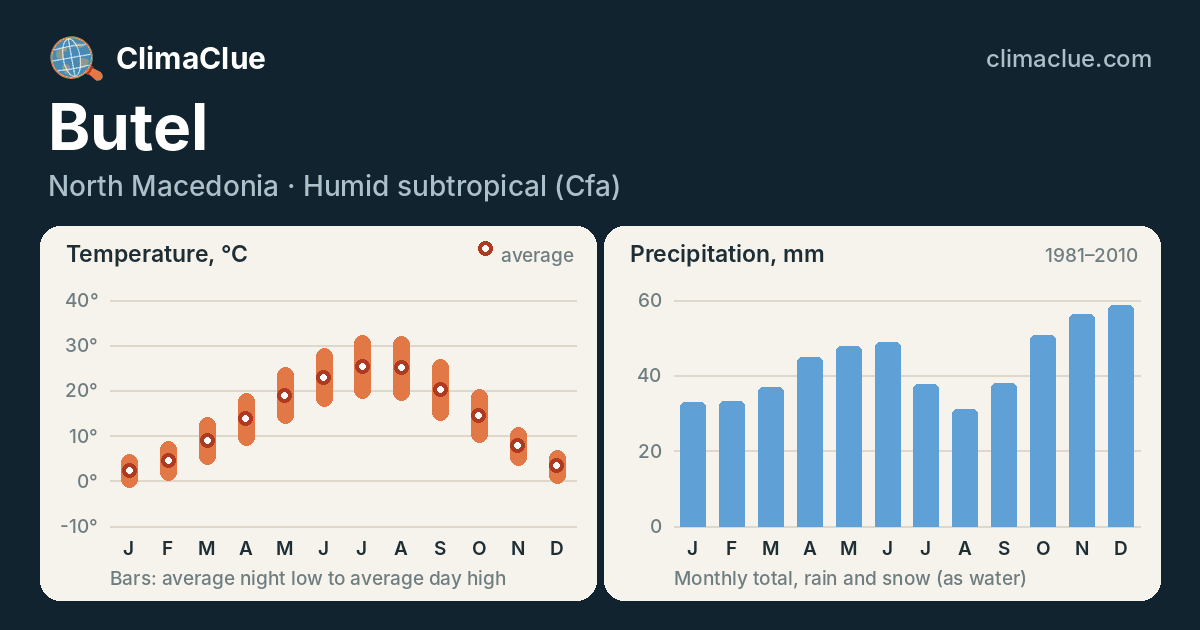 ClimaClue
climaclue.com
Butel
North Macedonia · Humid subtropical (Cfa)
Temperature, °C
average
40°
30°
20°
10°
0°
-10°
J F M A M J J A S O N D
Bars: average night low to average day high
Precipitation, mm
1981–2010
60
40
20
0
J F M A M J J A S O N D
Monthly total, rain and snow (as water)